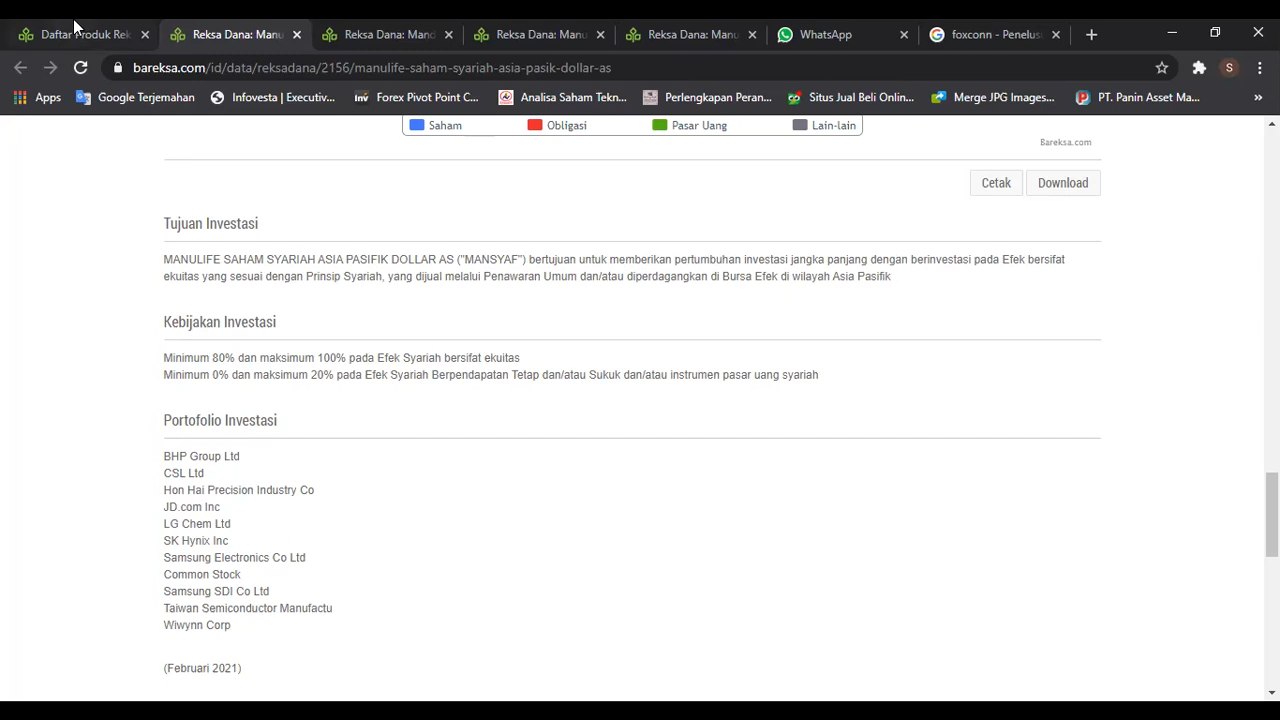 Daftar Produk Rek
Reksa Dana: Manu
Reksa Dana: Mand
Reksa Dana: Manu
Reksa Dana: Manu
WhatsApp
foxconn - Penelusu
bareksa.com/id/data/reksadana/2156/manulife-saham-syariah-asia-pasik-dollar-as
S
Apps
Google Terjemahan
Infovesta | Executiv...
inv Forex Pivot Point C...
Analisa Saham Tekn...
Perlengkapan Peran...
Situs Jual Beli Onlin...
Merge JPG Images...
PT. Panin Asset Ma...
»
Saham Obligasi Pasar Uang Lain-lain
Bareksa.com
Cetak Download
Tujuan Investasi
MANULIFE SAHAM SYARIAH ASIA PASIFIK DOLLAR AS ("MANSYAF") bertujuan untuk memberikan pertumbuhan investasi jangka panjang dengan berinvestasi pada Efek bersifat
ekuitas yang sesuai dengan Prinsip Syariah, yang dijual melalui Penawaran Umum dan/atau diperdagangkan di Bursa Efek di wilayah Asia Pasifik
Kebijakan Investasi
Minimum 80% dan maksimum 100% pada Efek Syariah bersifat ekuitas
Minimum 0% dan maksimum 20% pada Efek Syariah Berpendapatan Tetap dan/atau Sukuk dan/atau instrumen pasar uang syariah
Portofolio Investasi
BHP Group Ltd
CSL Ltd
Hon Hai Precision Industry Co
JD.com Inc
LG Chem Ltd
SK Hynix Inc
Samsung Electronics Co Ltd
Common Stock
Samsung SDI Co Ltd
Taiwan Semiconductor Manufactu
Wiwynn Corp
(Februari 2021)